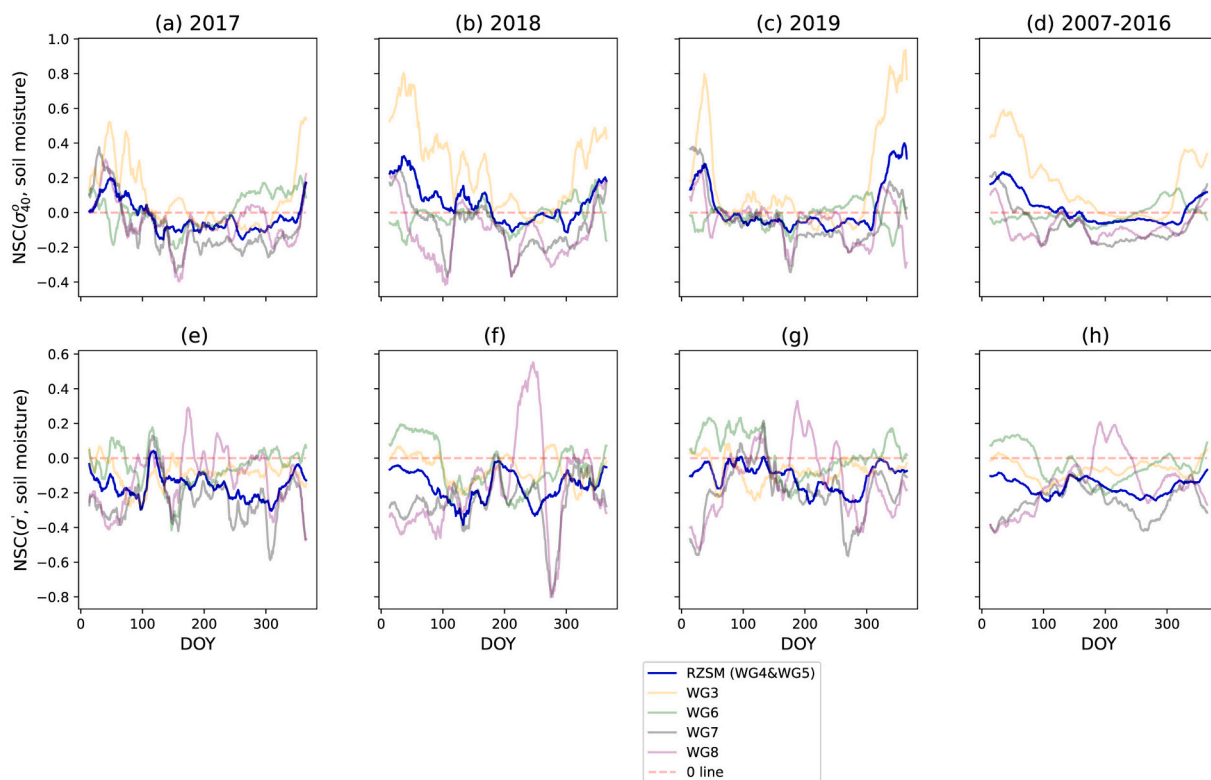 (a) 2017
(b) 2018
(c) 2019
(d) 2007-2016
NSC(σ°40, soil moisture)
1.0
0.8
0.6
0.4
0.2
0.0
−0.2
−0.4
(e)
(f)
(g)
(h)
NSC(σ', soil moisture)
0.6
0.4
0.2
0.0
−0.2
−0.4
−0.6
−0.8
0 100 200 300
0 100 200 300
0 100 200 300
0 100 200 300
DOY
DOY
DOY
DOY
RZSM (WG4&WG5)
WG3
WG6
WG7
WG8
0 line